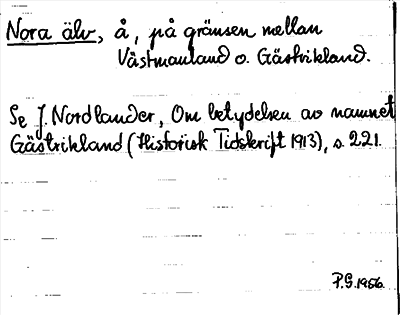 Nora älv, å, på gränsen mellan
Västmanland o. Gästrikland.
Se J. Nordlander, Om betydelsen av namnet
Gästrikland (Historisk Tidskrift 1913), s. 221.
P.G. 1956.